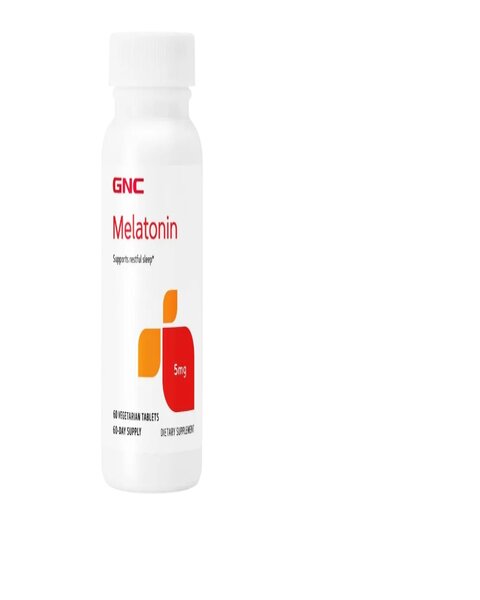 GNC
Melatonin
Supports restful sleep*
5mg
60 VEGETARIAN TABLETS
60-DAY SUPPLY DIETARY SUPPLEMENT